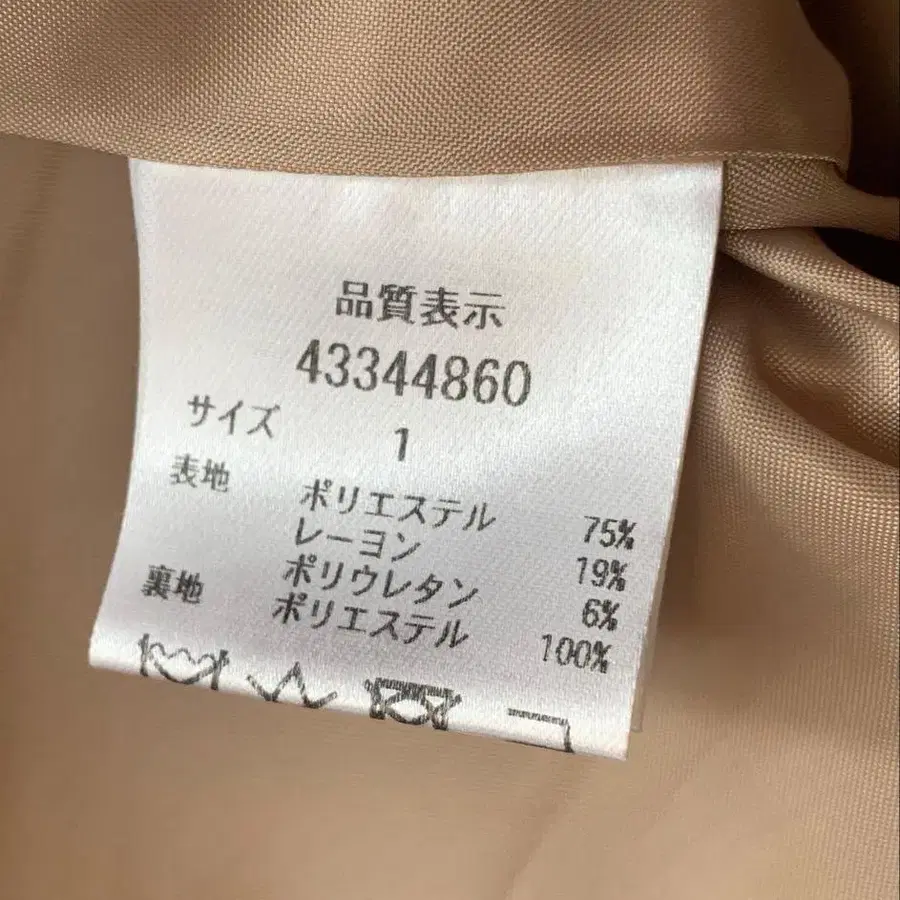 品質表示
43344860
サイズ 1
表地 ポリエステル 75%
レーヨン 19%
ポリウレタン 6%
裏地 ポリエステル 100%